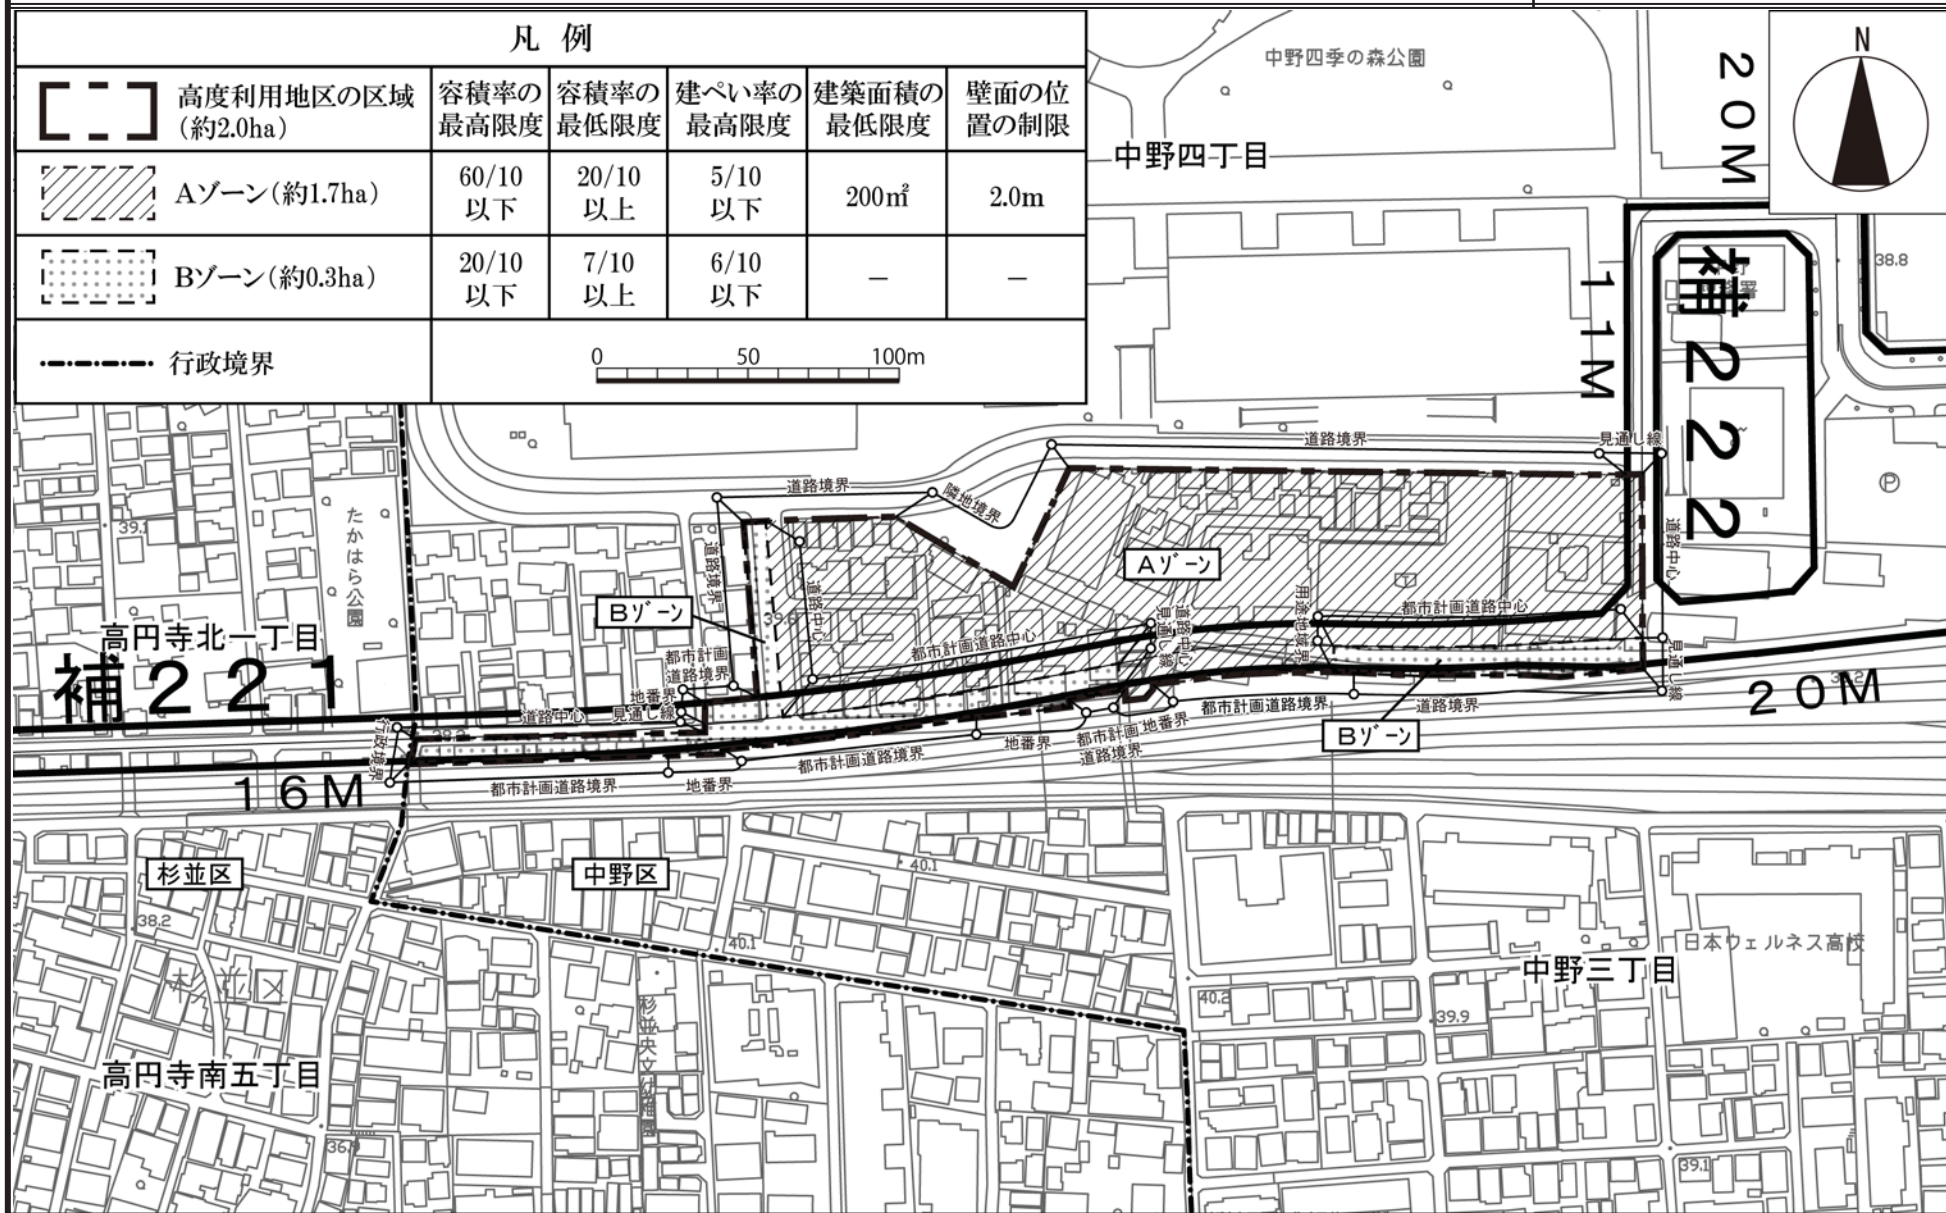 凡 例
高度利用地区の区域
(約2.0ha)
容積率の
最高限度
容積率の
最低限度
建ぺい率の
最高限度
建築面積の
最低限度
壁面の位
置の制限
Aゾーン(約1.7ha)
60/10
以下
20/10
以上
5/10
以下
200㎡
2.0m
Bゾーン(約0.3ha)
20/10
以下
7/10
以上
6/10
以下
−
−
行政境界
0 50 100m
中野四季の森公園
20M
N
中野四丁目
11M
補222
38.8
道路境界
見通し線
道路境界
隣地境界
39.1
たかはら公園
道路境界
道路中心
Aゾーン
道路中心
Bゾーン
用途地域界
都市計画道路中心
道路中心
見通し線
都市計画道路中心
高円寺北一丁目
補221
都市計画
道路境界
地番界
見通し線
道路中心
行政境界
見通し線
20M
都市計画道路境界
道路境界
Bゾーン
地番界
都市計画
道路境界
地番界
都市計画道路境界
地番界
都市計画道路境界
16M
杉並区
中野区
40.1
38.2
40.1
日本ウェルネス高校
中野三丁目
杉並区
40.2
39.9
高円寺南五丁目
36.9
39.1